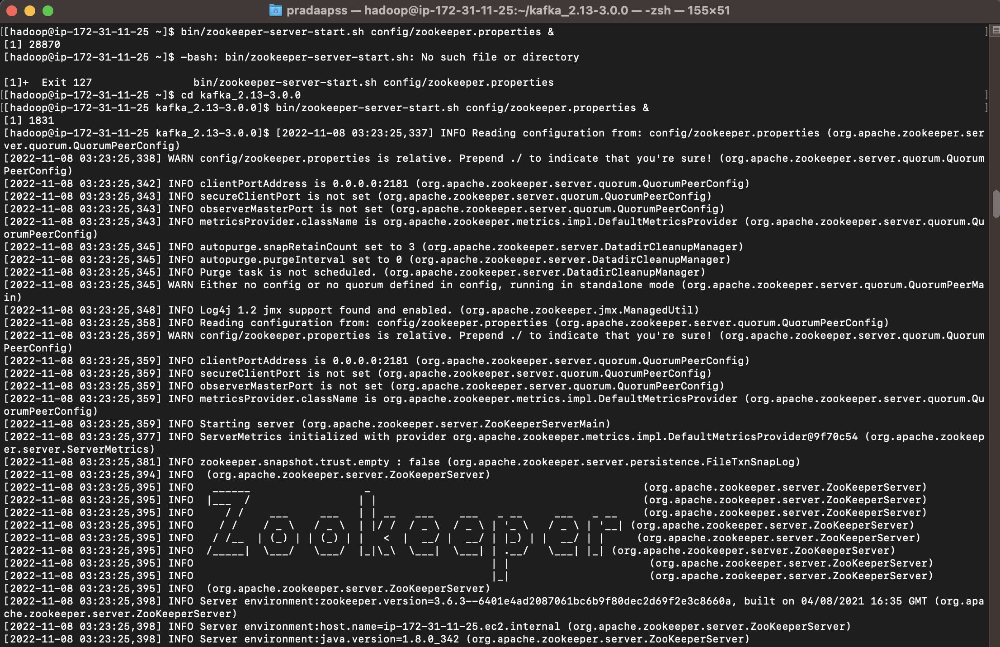 pradaapss — hadoop@ip-172-31-11-25:~/kafka_2.13-3.0.0 — -zsh — 155×51
[[hadoop@ip-172-31-11-25 ~]$ bin/zookeeper-server-start.sh config/zookeeper.properties & ]
[1] 28870
[hadoop@ip-172-31-11-25 ~]$ -bash: bin/zookeeper-server-start.sh: No such file or directory
[1]+  Exit 127                bin/zookeeper-server-start.sh config/zookeeper.properties
[[hadoop@ip-172-31-11-25 ~]$ cd kafka_2.13-3.0.0 ]
[[hadoop@ip-172-31-11-25 kafka_2.13-3.0.0]$ bin/zookeeper-server-start.sh config/zookeeper.properties & ]
[1] 1831
[hadoop@ip-172-31-11-25 kafka_2.13-3.0.0]$ [2022-11-08 03:23:25,337] INFO Reading configuration from: config/zookeeper.properties (org.apache.zookeeper.ser
ver.quorum.QuorumPeerConfig)
[2022-11-08 03:23:25,338] WARN config/zookeeper.properties is relative. Prepend ./ to indicate that you're sure! (org.apache.zookeeper.server.quorum.Quorum
PeerConfig)
[2022-11-08 03:23:25,342] INFO clientPortAddress is 0.0.0.0:2181 (org.apache.zookeeper.server.quorum.QuorumPeerConfig)
[2022-11-08 03:23:25,343] INFO secureClientPort is not set (org.apache.zookeeper.server.quorum.QuorumPeerConfig)
[2022-11-08 03:23:25,343] INFO observerMasterPort is not set (org.apache.zookeeper.server.quorum.QuorumPeerConfig)
[2022-11-08 03:23:25,343] INFO metricsProvider.className is org.apache.zookeeper.metrics.impl.DefaultMetricsProvider (org.apache.zookeeper.server.quorum.Qu
orumPeerConfig)
[2022-11-08 03:23:25,345] INFO autopurge.snapRetainCount set to 3 (org.apache.zookeeper.server.DatadirCleanupManager)
[2022-11-08 03:23:25,345] INFO autopurge.purgeInterval set to 0 (org.apache.zookeeper.server.DatadirCleanupManager)
[2022-11-08 03:23:25,345] INFO Purge task is not scheduled. (org.apache.zookeeper.server.DatadirCleanupManager)
[2022-11-08 03:23:25,345] WARN Either no config or no quorum defined in config, running in standalone mode (org.apache.zookeeper.server.quorum.QuorumPeerMa
in)
[2022-11-08 03:23:25,348] INFO Log4j 1.2 jmx support found and enabled. (org.apache.zookeeper.jmx.ManagedUtil)
[2022-11-08 03:23:25,358] INFO Reading configuration from: config/zookeeper.properties (org.apache.zookeeper.server.quorum.QuorumPeerConfig)
[2022-11-08 03:23:25,359] WARN config/zookeeper.properties is relative. Prepend ./ to indicate that you're sure! (org.apache.zookeeper.server.quorum.Quorum
PeerConfig)
[2022-11-08 03:23:25,359] INFO clientPortAddress is 0.0.0.0:2181 (org.apache.zookeeper.server.quorum.QuorumPeerConfig)
[2022-11-08 03:23:25,359] INFO secureClientPort is not set (org.apache.zookeeper.server.quorum.QuorumPeerConfig)
[2022-11-08 03:23:25,359] INFO observerMasterPort is not set (org.apache.zookeeper.server.quorum.QuorumPeerConfig)
[2022-11-08 03:23:25,359] INFO metricsProvider.className is org.apache.zookeeper.metrics.impl.DefaultMetricsProvider (org.apache.zookeeper.server.quorum.Qu
orumPeerConfig)
[2022-11-08 03:23:25,359] INFO Starting server (org.apache.zookeeper.server.ZooKeeperServerMain)
[2022-11-08 03:23:25,377] INFO ServerMetrics initialized with provider org.apache.zookeeper.metrics.impl.DefaultMetricsProvider@9f70c54 (org.apache.zookeep
er.server.ServerMetrics)
[2022-11-08 03:23:25,381] INFO zookeeper.snapshot.trust.empty : false (org.apache.zookeeper.server.persistence.FileTxnSnapLog)
[2022-11-08 03:23:25,394] INFO  (org.apache.zookeeper.server.ZooKeeperServer)
[2022-11-08 03:23:25,395] INFO   ______                  _                                           (org.apache.zookeeper.server.ZooKeeperServer)
[2022-11-08 03:23:25,395] INFO  |___  /                 | |                                          (org.apache.zookeeper.server.ZooKeeperServer)
[2022-11-08 03:23:25,395] INFO     / /    ___     ___   | | __   ___    ___   _ __     ___   _ __    (org.apache.zookeeper.server.ZooKeeperServer)
[2022-11-08 03:23:25,395] INFO    / /    / _ \   / _ \  | |/ /  / _ \  / _ \ | '_ \   / _ \ | '__| (org.apache.zookeeper.server.ZooKeeperServer)
[2022-11-08 03:23:25,395] INFO   / /__  | (_) | | (_) | |   <  |  __/ |  __/ | |_) | |  __/ | |     (org.apache.zookeeper.server.ZooKeeperServer)
[2022-11-08 03:23:25,395] INFO  /_____|  \___/   \___/  |_|\_\  \___|  \___| | .__/   \___| |_| (org.apache.zookeeper.server.ZooKeeperServer)
[2022-11-08 03:23:25,395] INFO                                               | |                      (org.apache.zookeeper.server.ZooKeeperServer)
[2022-11-08 03:23:25,395] INFO                                               |_|                      (org.apache.zookeeper.server.ZooKeeperServer)
[2022-11-08 03:23:25,395] INFO  (org.apache.zookeeper.server.ZooKeeperServer)
[2022-11-08 03:23:25,398] INFO Server environment:zookeeper.version=3.6.3--6401e4ad2087061bc6b9f80dec2d69f2e3c8660a, built on 04/08/2021 16:35 GMT (org.apa
che.zookeeper.server.ZooKeeperServer)
[2022-11-08 03:23:25,398] INFO Server environment:host.name=ip-172-31-11-25.ec2.internal (org.apache.zookeeper.server.ZooKeeperServer)
[2022-11-08 03:23:25,398] INFO Server environment:java.version=1.8.0_342 (org.apache.zookeeper.server.ZooKeeperServer)